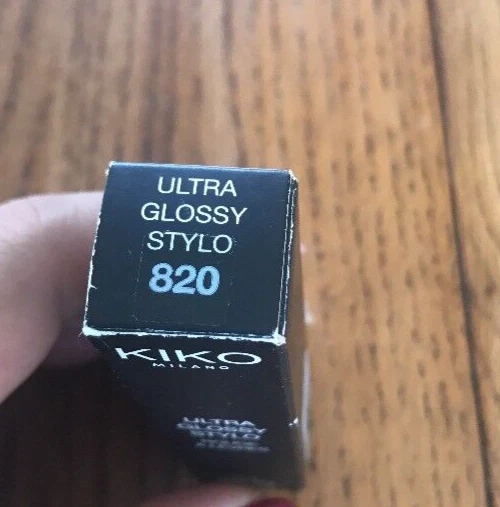 ULTRA
GLOSSY
STYLO
820
KIKO
MILANO
ULTRA
GLOSSY
STYLO